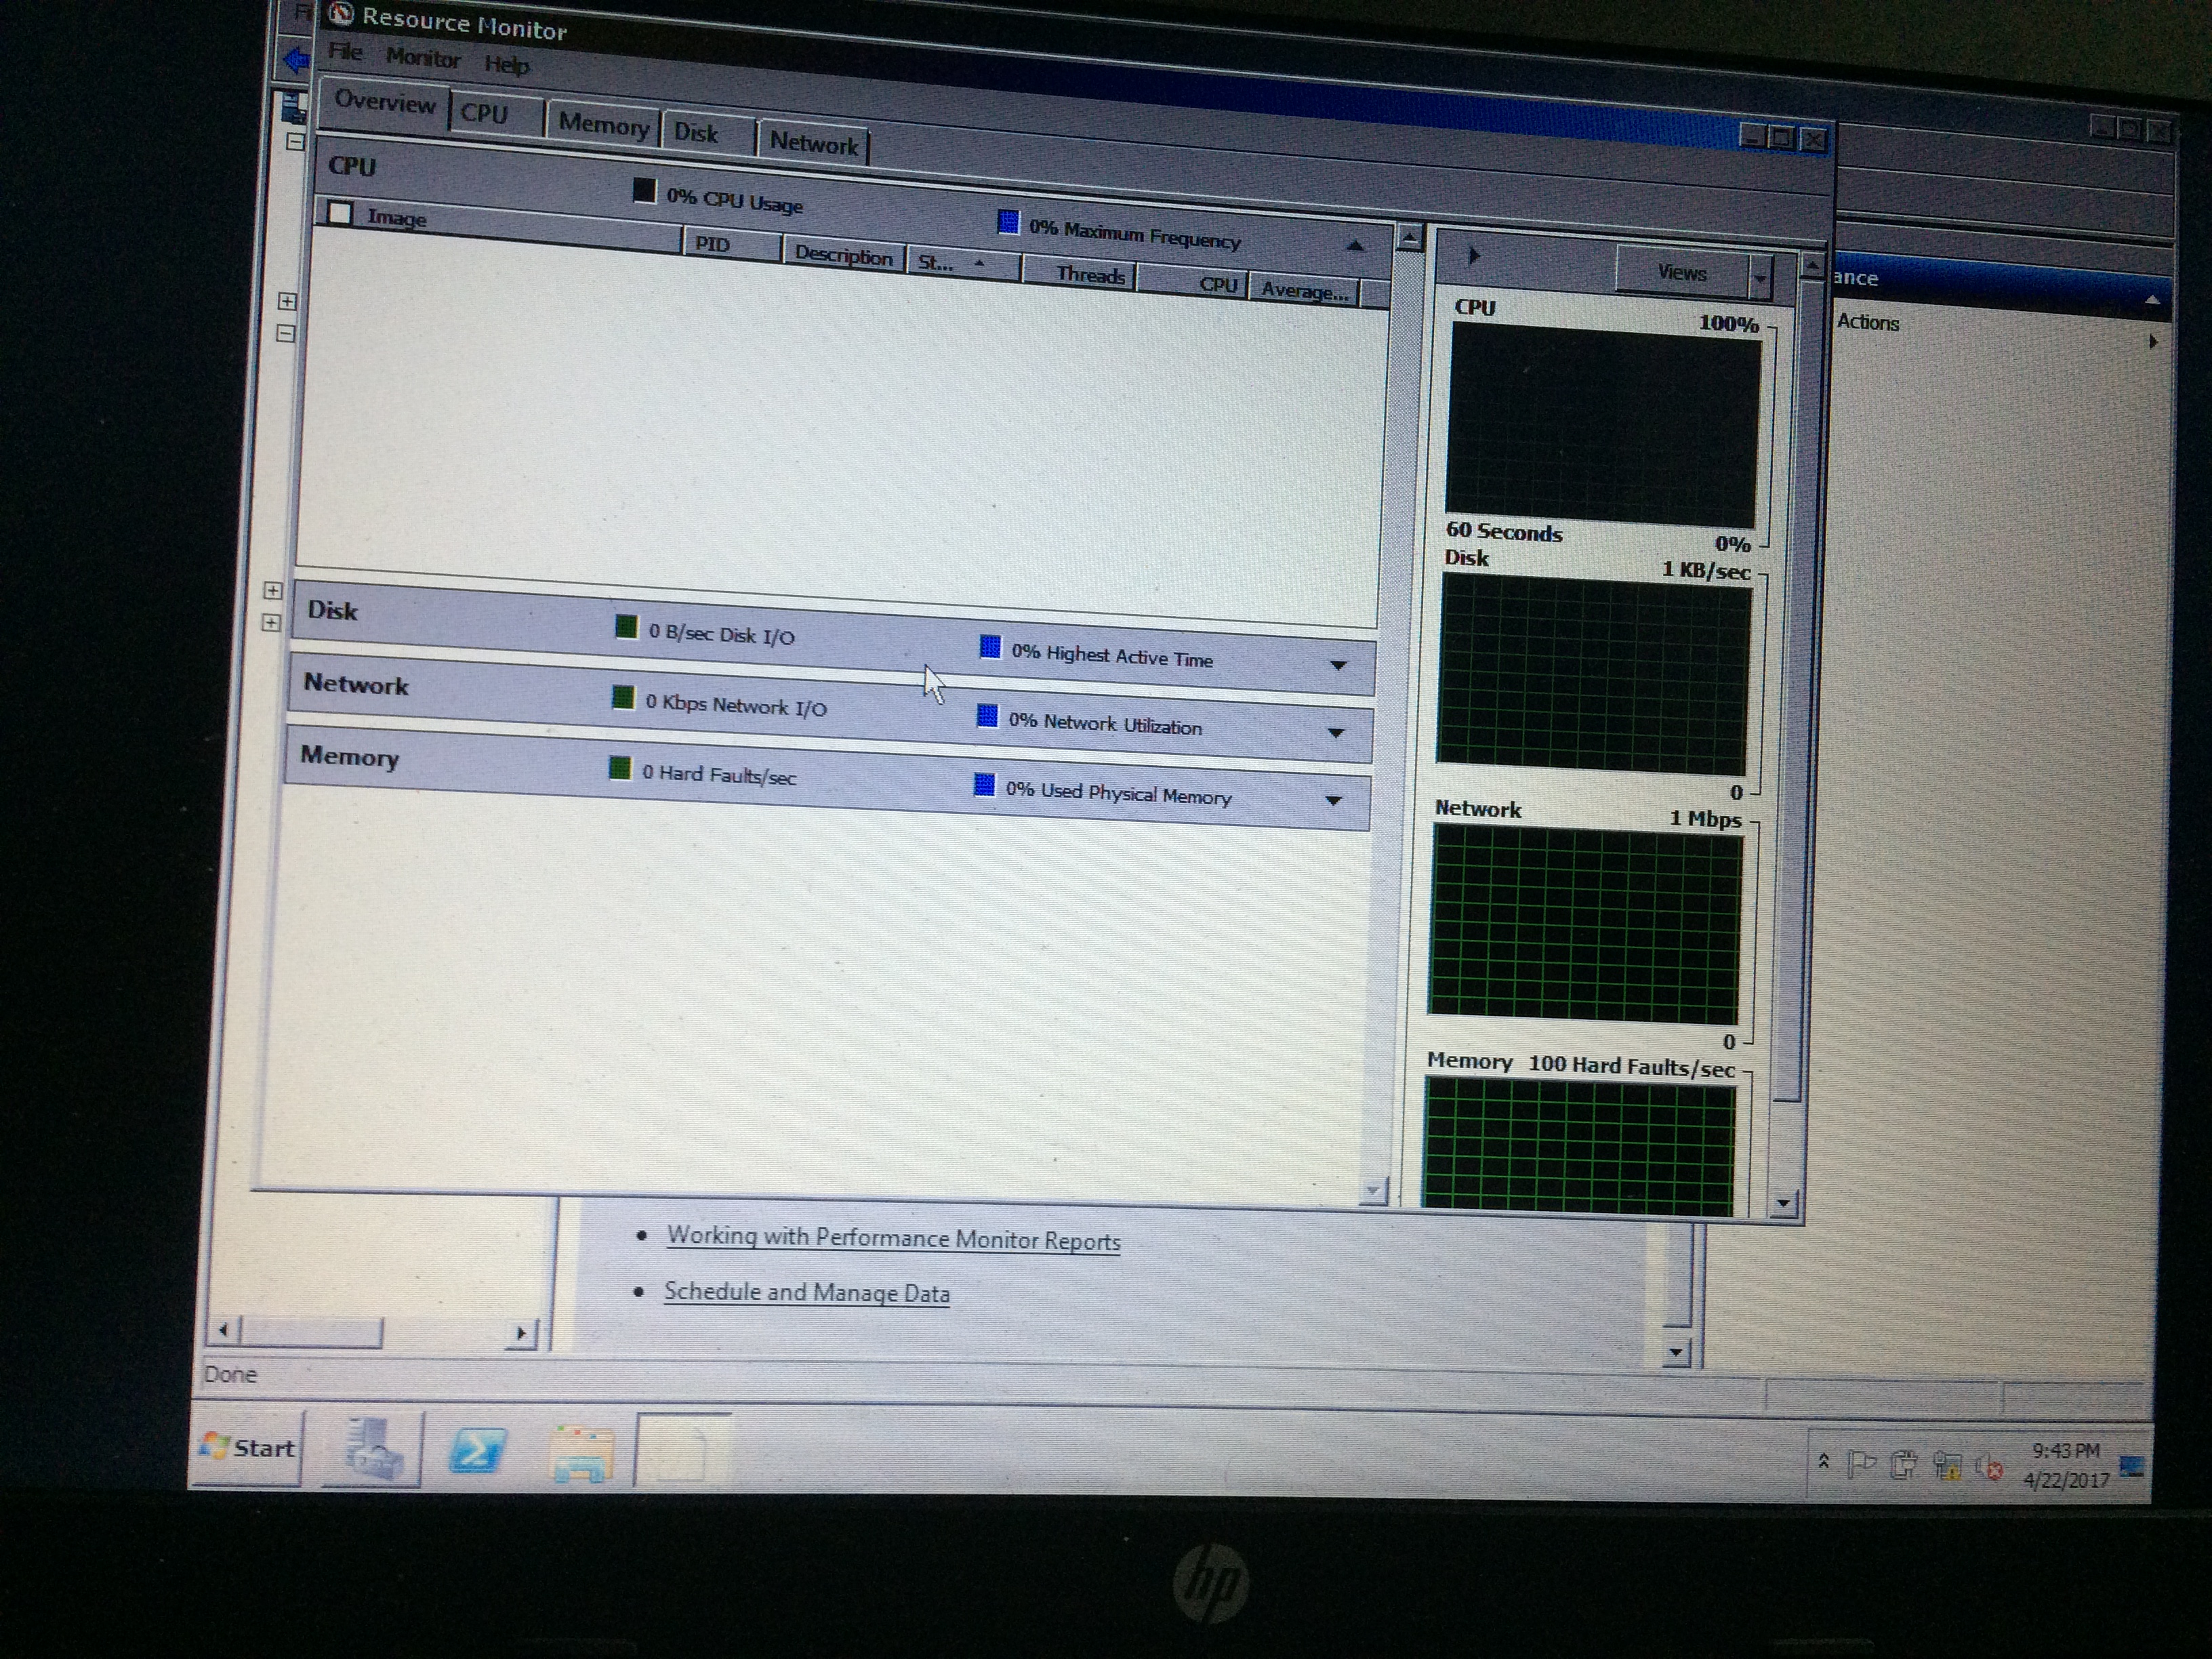 Resource Monitor
File Monitor Help
Overview CPU Memory Disk Network
CPU 0% CPU Usage 0% Maximum Frequency
Image PID Description St... Threads CPU Average...
Disk 0 B/sec Disk I/O 0% Highest Active Time
Network 0 Kbps Network I/O 0% Network Utilization
Memory 0 Hard Faults/sec 0% Used Physical Memory
Views
CPU 100%
60 Seconds 0%
Disk 1 KB/sec
0
Network 1 Mbps
0
Memory 100 Hard Faults/sec
ance
Actions
Working with Performance Monitor Reports
Schedule and Manage Data
Done
Start
9:43 PM
4/22/2017
hp